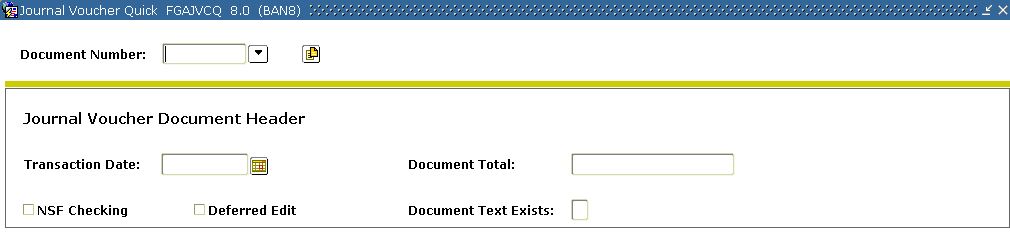 Journal Voucher Quick FGAJVCQ 8.0 (BAN8)
Document Number:
Journal Voucher Document Header
Transaction Date: Document Total:
NSF Checking Deferred Edit Document Text Exists: